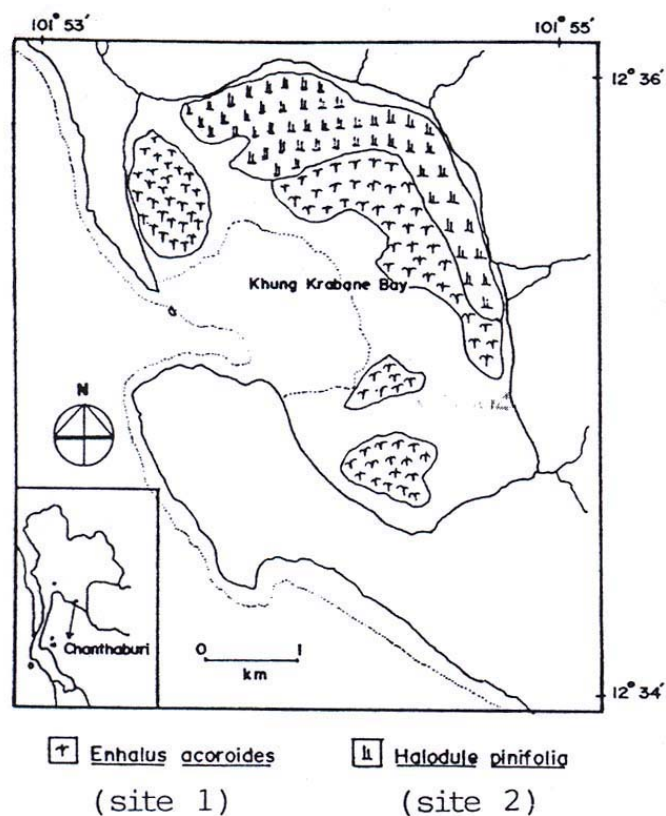 101° 53′ 101° 55′
12° 36′
Khung Krabane Bay
N
Chanthaburi
0 1
km
12° 34′
Enhalus acoroides Halodule pinifolia
(site 1) (site 2)